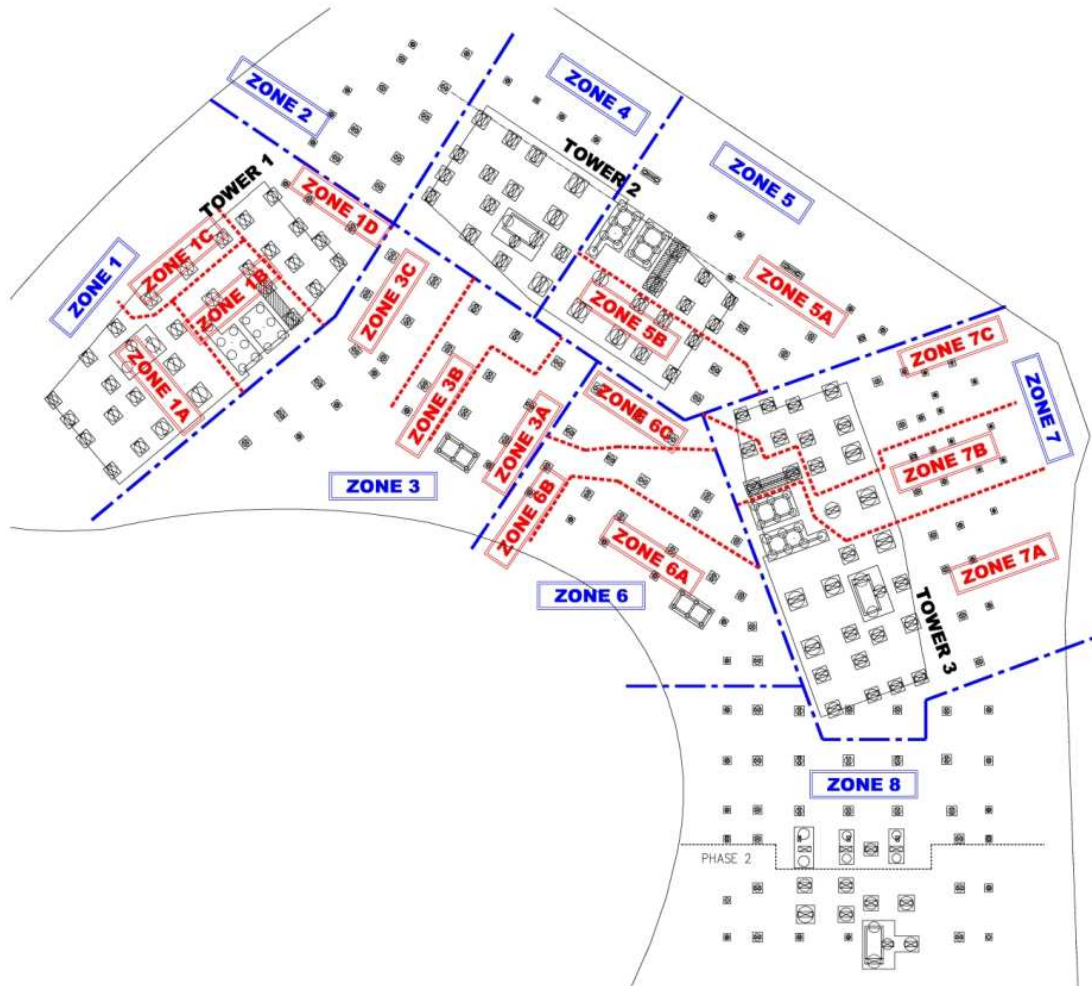 ZONE 2
ZONE 4
TOWER 2
ZONE 5
TOWER 1
ZONE 1D
ZONE 1C
ZONE 1
ZONE 1B
ZONE 3C
ZONE 5A
ZONE 5B
ZONE 1A
ZONE 3B
ZONE 7C
ZONE 7
ZONE 3A
ZONE 6C
ZONE 7B
ZONE 3
ZONE 6B
ZONE 6A
ZONE 7A
ZONE 6
TOWER 3
ZONE 8
PHASE 2